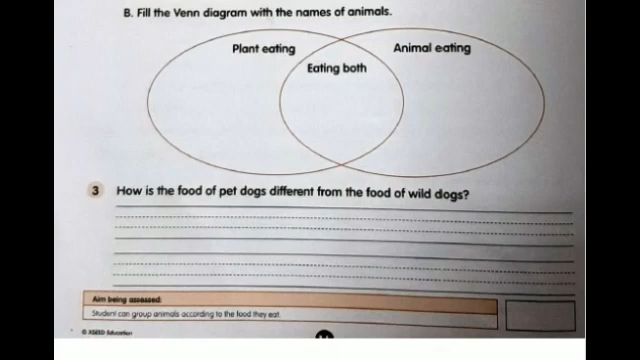 B. Fill the Venn diagram with the names of animals.
Plant eating
Animal eating
Eating both
3 How is the food of pet dogs different from the food of wild dogs?
Aim being assessed:
Student can group animals according to the food they eat.
© XSEED Education